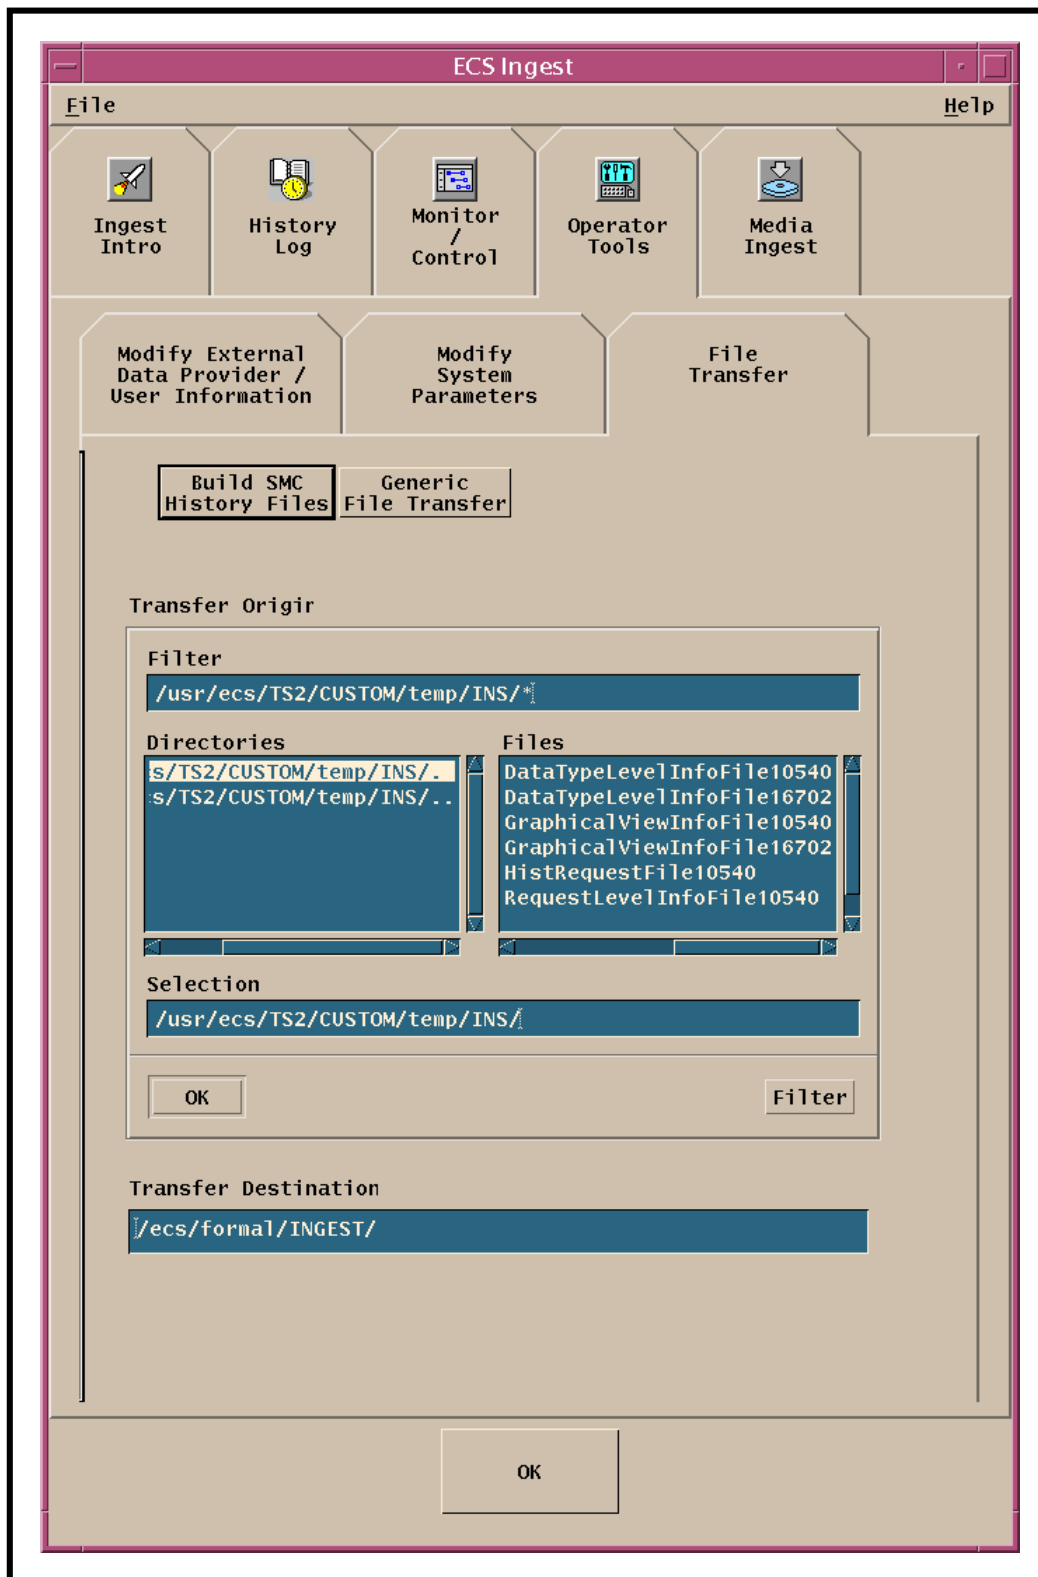 ECS Ingest
File Help
Ingest
Intro
History
Log
Monitor
/
Control
Operator
Tools
Media
Ingest
Modify External
Data Provider /
User Information
Modify
System
Parameters
File
Transfer
Build SMC
History Files
Generic
File Transfer
Transfer Origir
Filter
/usr/ecs/TS2/CUSTOM/temp/INS/*
Directories
s/TS2/CUSTOM/temp/INS/.
s/TS2/CUSTOM/temp/INS/..
Files
DataTypeLevelInfoFile10540
DataTypeLevelInfoFile16702
GraphicalViewInfoFile10540
GraphicalViewInfoFile16702
HistRequestFile10540
RequestLevelInfoFile10540
Selection
/usr/ecs/TS2/CUSTOM/temp/INS/
OK Filter
Transfer Destination
/ecs/formal/INGEST/
OK